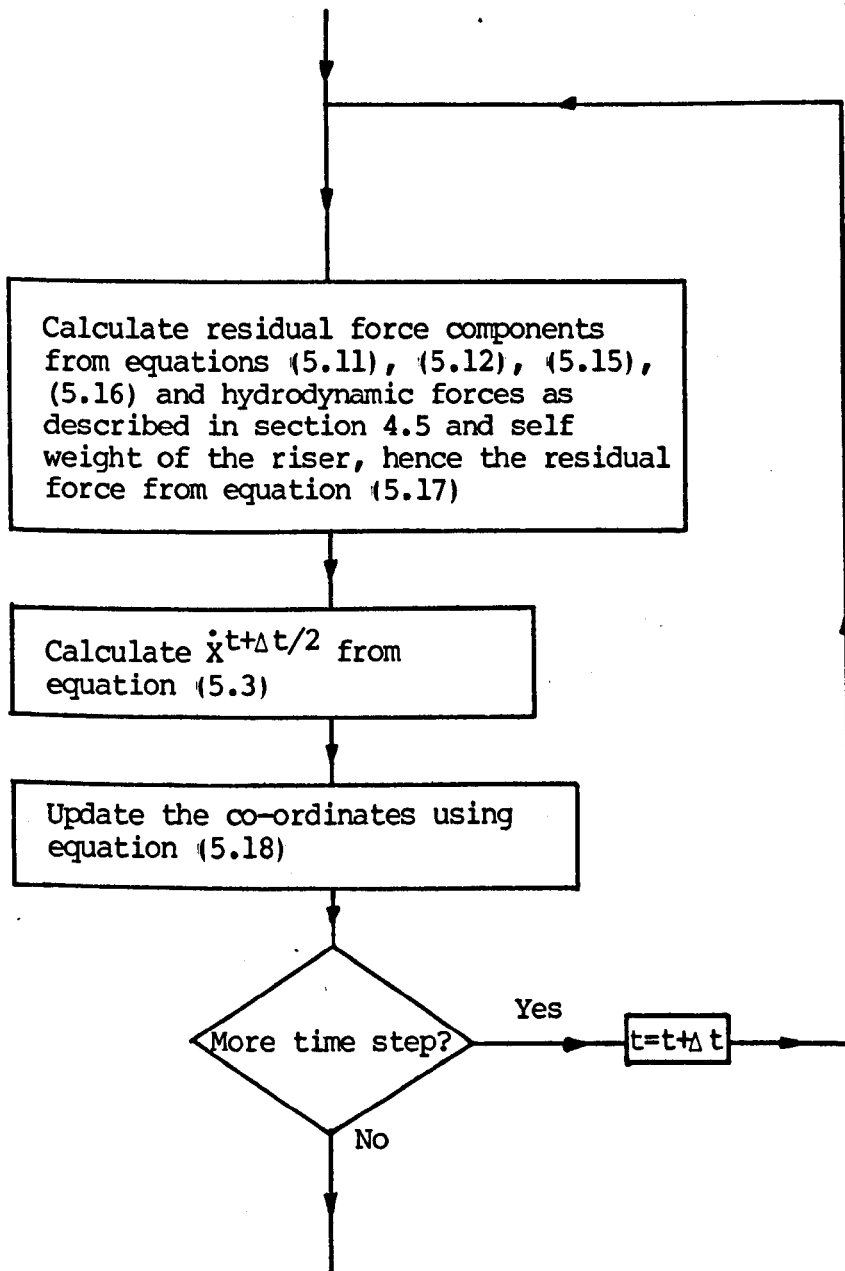 Calculate residual force components
from equations (5.11), (5.12), (5.15),
(5.16) and hydrodynamic forces as
described in section 4.5 and self
weight of the riser, hence the residual
force from equation (5.17)
Calculate ẋ^t+Δt/2 from
equation (5.3)
Update the co-ordinates using
equation (5.18)
More time step?
Yes
t=t+Δt
No